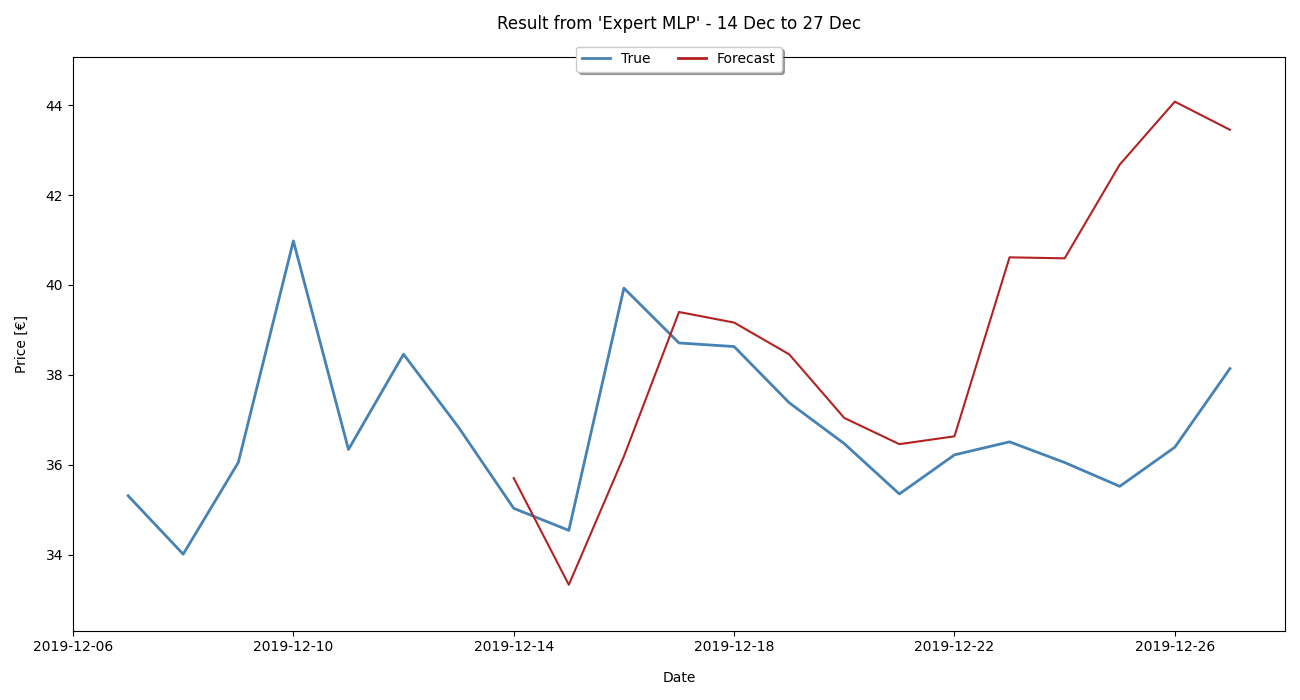 Result from 'Expert MLP' - 14 Dec to 27 Dec
True Forecast
44
42
40
38
36
34
Price [€]
2019-12-06 2019-12-10 2019-12-14 2019-12-18 2019-12-22 2019-12-26
Date